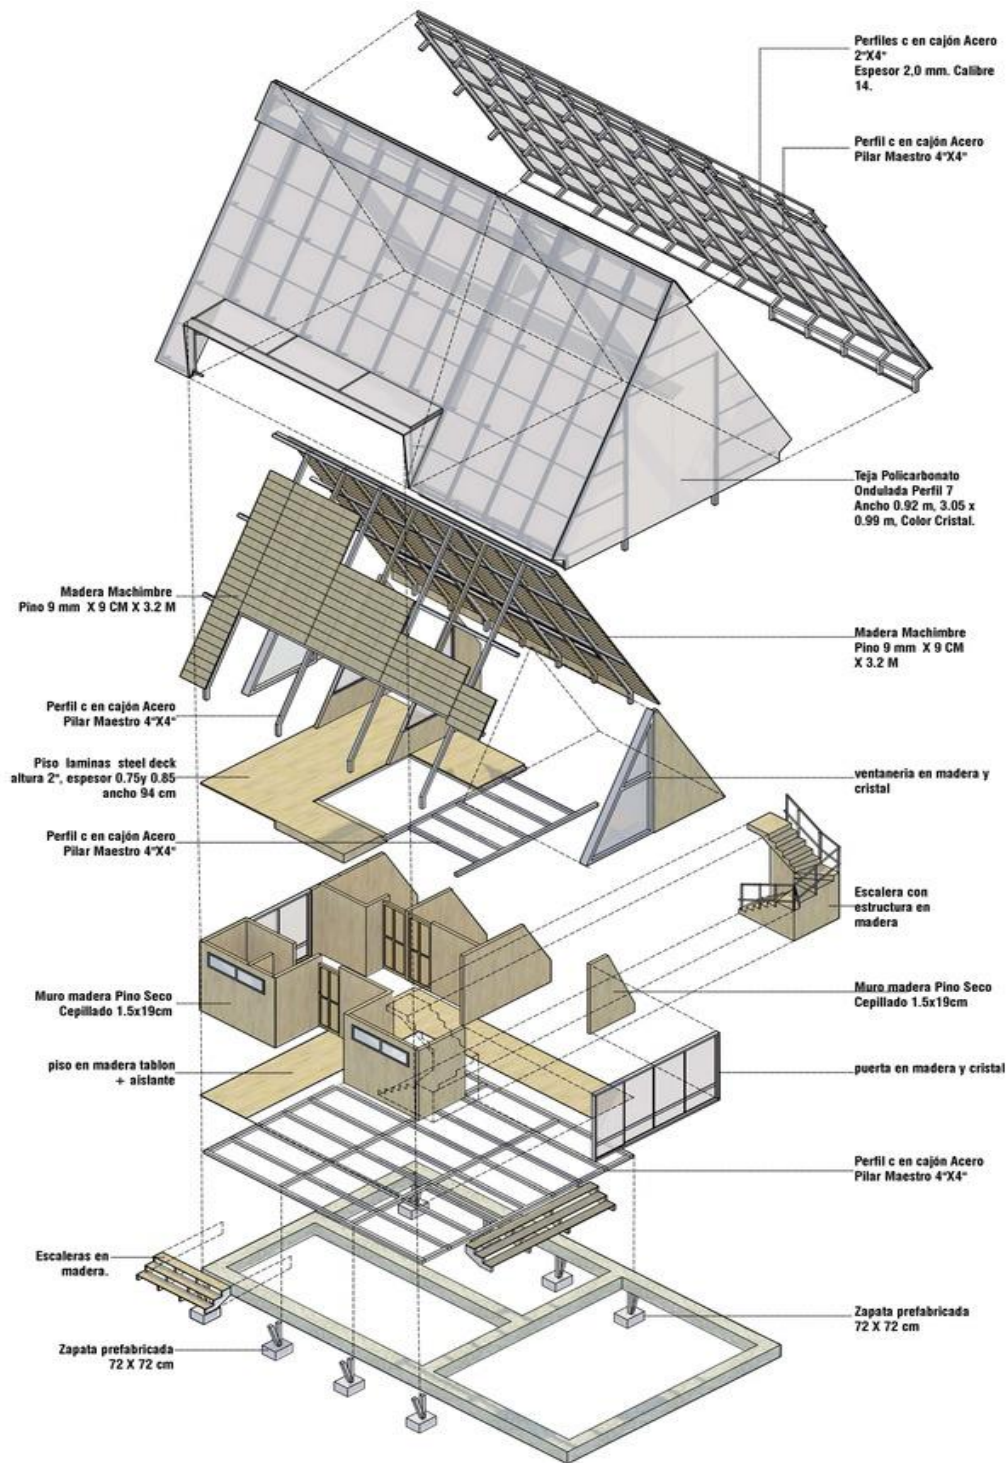 Perfiles c en cajón Acero
2"X4"
Espesor 2,0 mm. Calibre
14.
Perfil c en cajón Acero
Pilar Maestro 4"X4"
Teja Policarbonato
Ondulada Perfil 7
Ancho 0.92 m, 3.05 x
0.99 m, Color Cristal.
Madera Machimbre
Pino 9 mm X 9 CM X 3.2 M
Madera Machimbre
Pino 9 mm X 9 CM
X 3.2 M
Perfil c en cajón Acero
Pilar Maestro 4"X4"
Piso laminas steel deck
altura 2", espesor 0.75y 0.85
ancho 94 cm
ventaneria en madera y
cristal
Perfil c en cajón Acero
Pilar Maestro 4"X4"
Escalera con
estructura en
madera
Muro madera Pino Seco
Cepillado 1.5x19cm
Muro madera Pino Seco
Cepillado 1.5x19cm
piso en madera tablon
+ aislante
puerta en madera y cristal
Perfil c en cajón Acero
Pilar Maestro 4"X4"
Escaleras en
madera.
Zapata prefabricada
72 X 72 cm
Zapata prefabricada
72 X 72 cm